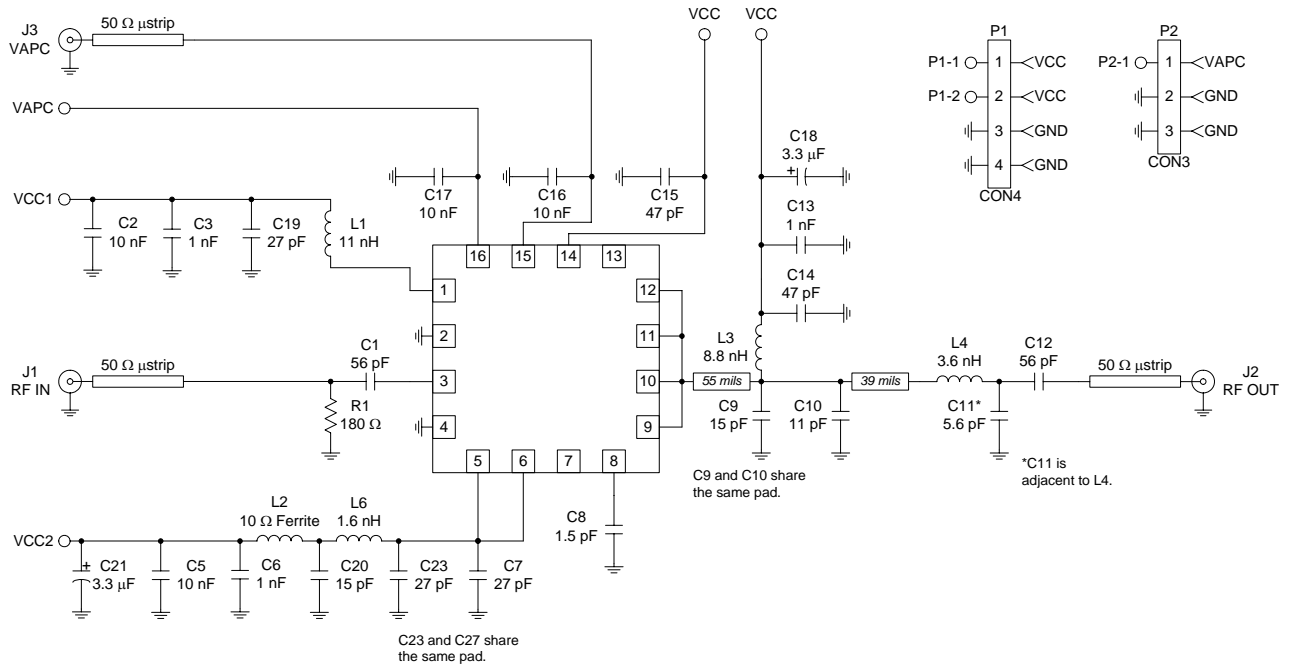 J3
VAPC
50 Ω µstrip
VCC
VCC
P1
P1-1
1
VCC
P1-2
2
VCC
3
GND
4
GND
CON4
P2
P2-1
1
VAPC
2
GND
3
GND
CON3
VAPC
C17
10 nF
C16
10 nF
C15
47 pF
C18
3.3 µF
+
C13
1 nF
C14
47 pF
VCC1
C2
10 nF
C3
1 nF
C19
27 pF
L1
11 nH
16
15
14
13
1
2
3
4
12
11
10
9
5
6
7
8
J1
RF IN
50 Ω µstrip
C1
56 pF
R1
180 Ω
55 mils
L3
8.8 nH
C9
15 pF
C10
11 pF
39 mils
L4
3.6 nH
C11*
5.6 pF
C12
56 pF
50 Ω µstrip
J2
RF OUT
C9 and C10 share
the same pad.
*C11 is
adjacent to L4.
VCC2
+
C21
3.3 µF
C5
10 nF
C6
1 nF
L2
10 Ω Ferrite
C20
15 pF
L6
1.6 nH
C23
27 pF
C7
27 pF
C8
1.5 pF
C23 and C27 share
the same pad.